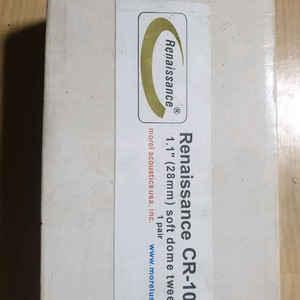 Renaissance ®
Renaissance CR-10
1.1" (28mm) soft dome twee
1 pair
morel acoustics usa, inc.
www.morelus